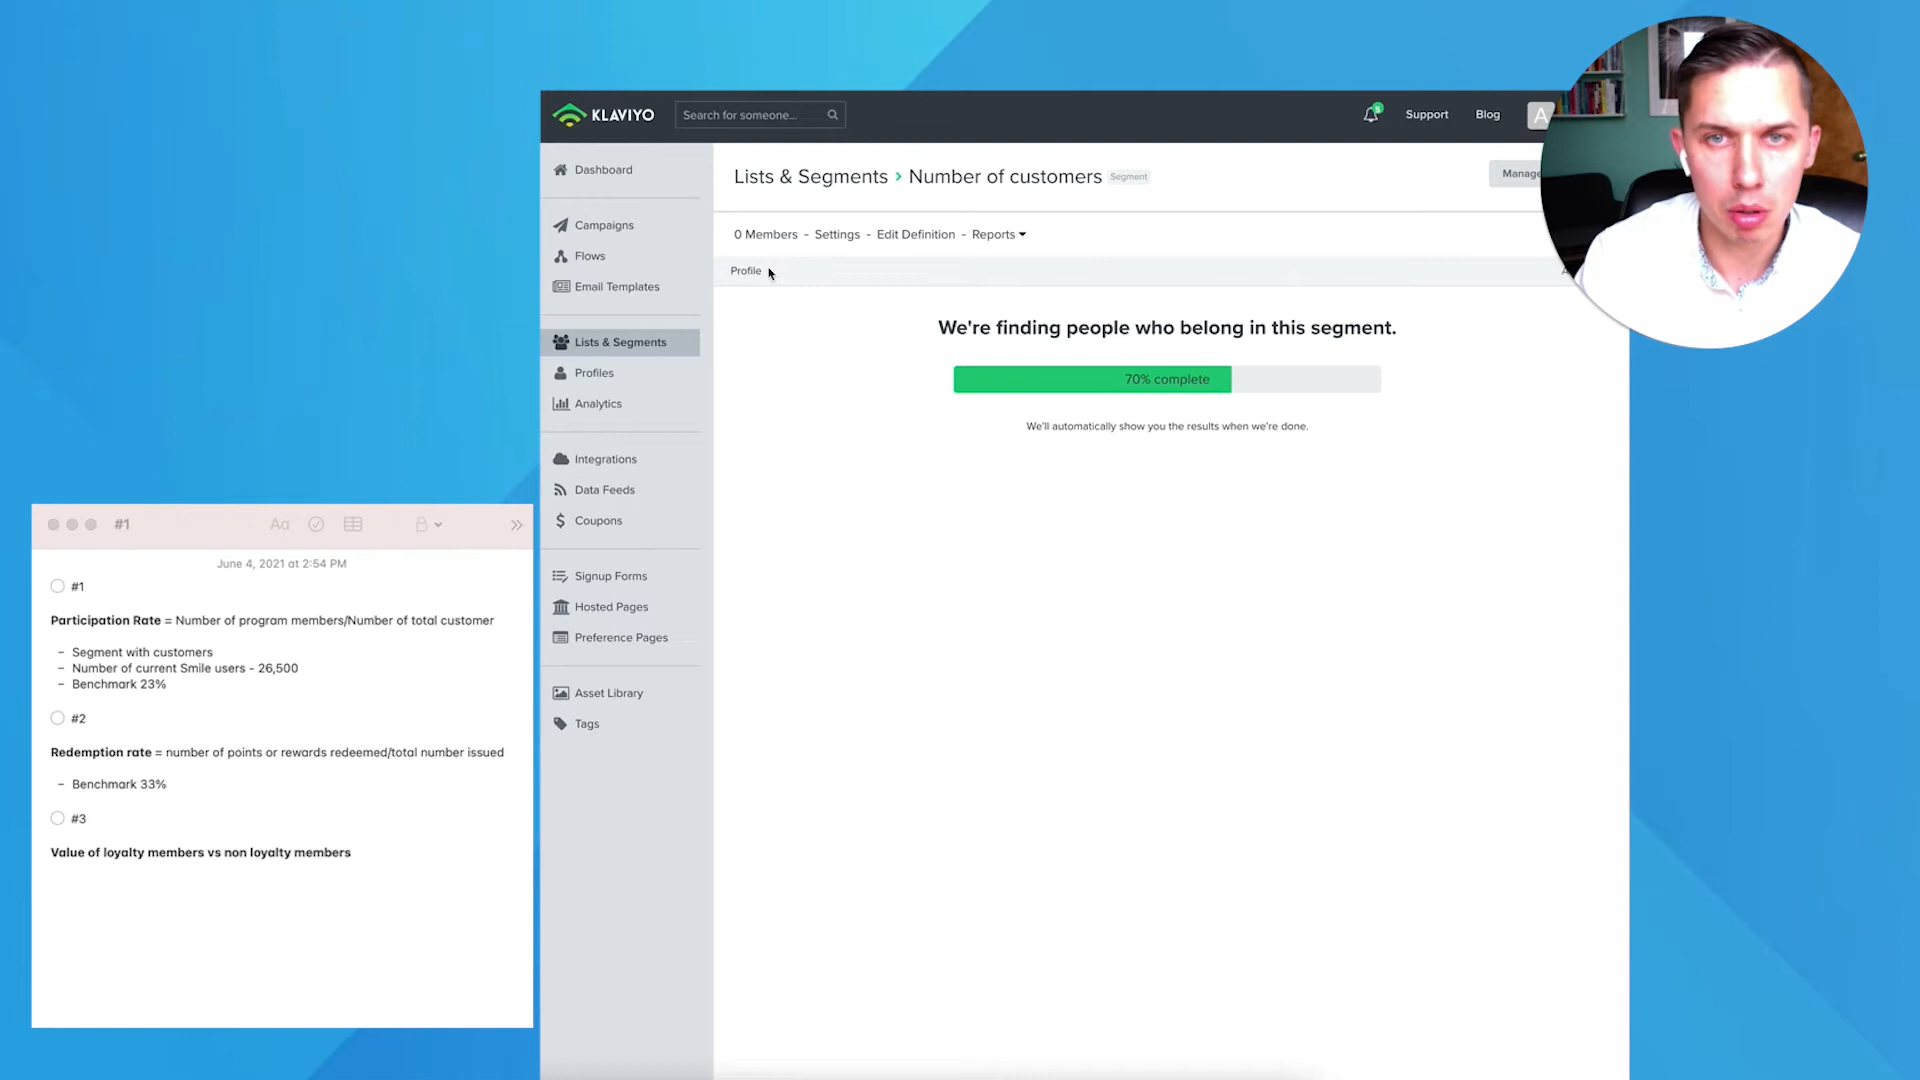 KLAVIYO
Search for someone...
5
Support
Blog
A
Dashboard
Campaigns
Flows
Email Templates
Lists & Segments
Profiles
Analytics
Integrations
Data Feeds
Coupons
Signup Forms
Hosted Pages
Preference Pages
Asset Library
Tags
Lists & Segments › Number of customers Segment
Manage
0 Members - Settings - Edit Definition - Reports
Profile
We're finding people who belong in this segment.
70% complete
We'll automatically show you the results when we're done.
#1
Aa
June 4, 2021 at 2:54 PM
#1
Participation Rate = Number of program members/Number of total customer
– Segment with customers
– Number of current Smile users - 26,500
– Benchmark 23%
#2
Redemption rate = number of points or rewards redeemed/total number issued
– Benchmark 33%
#3
Value of loyalty members vs non loyalty members